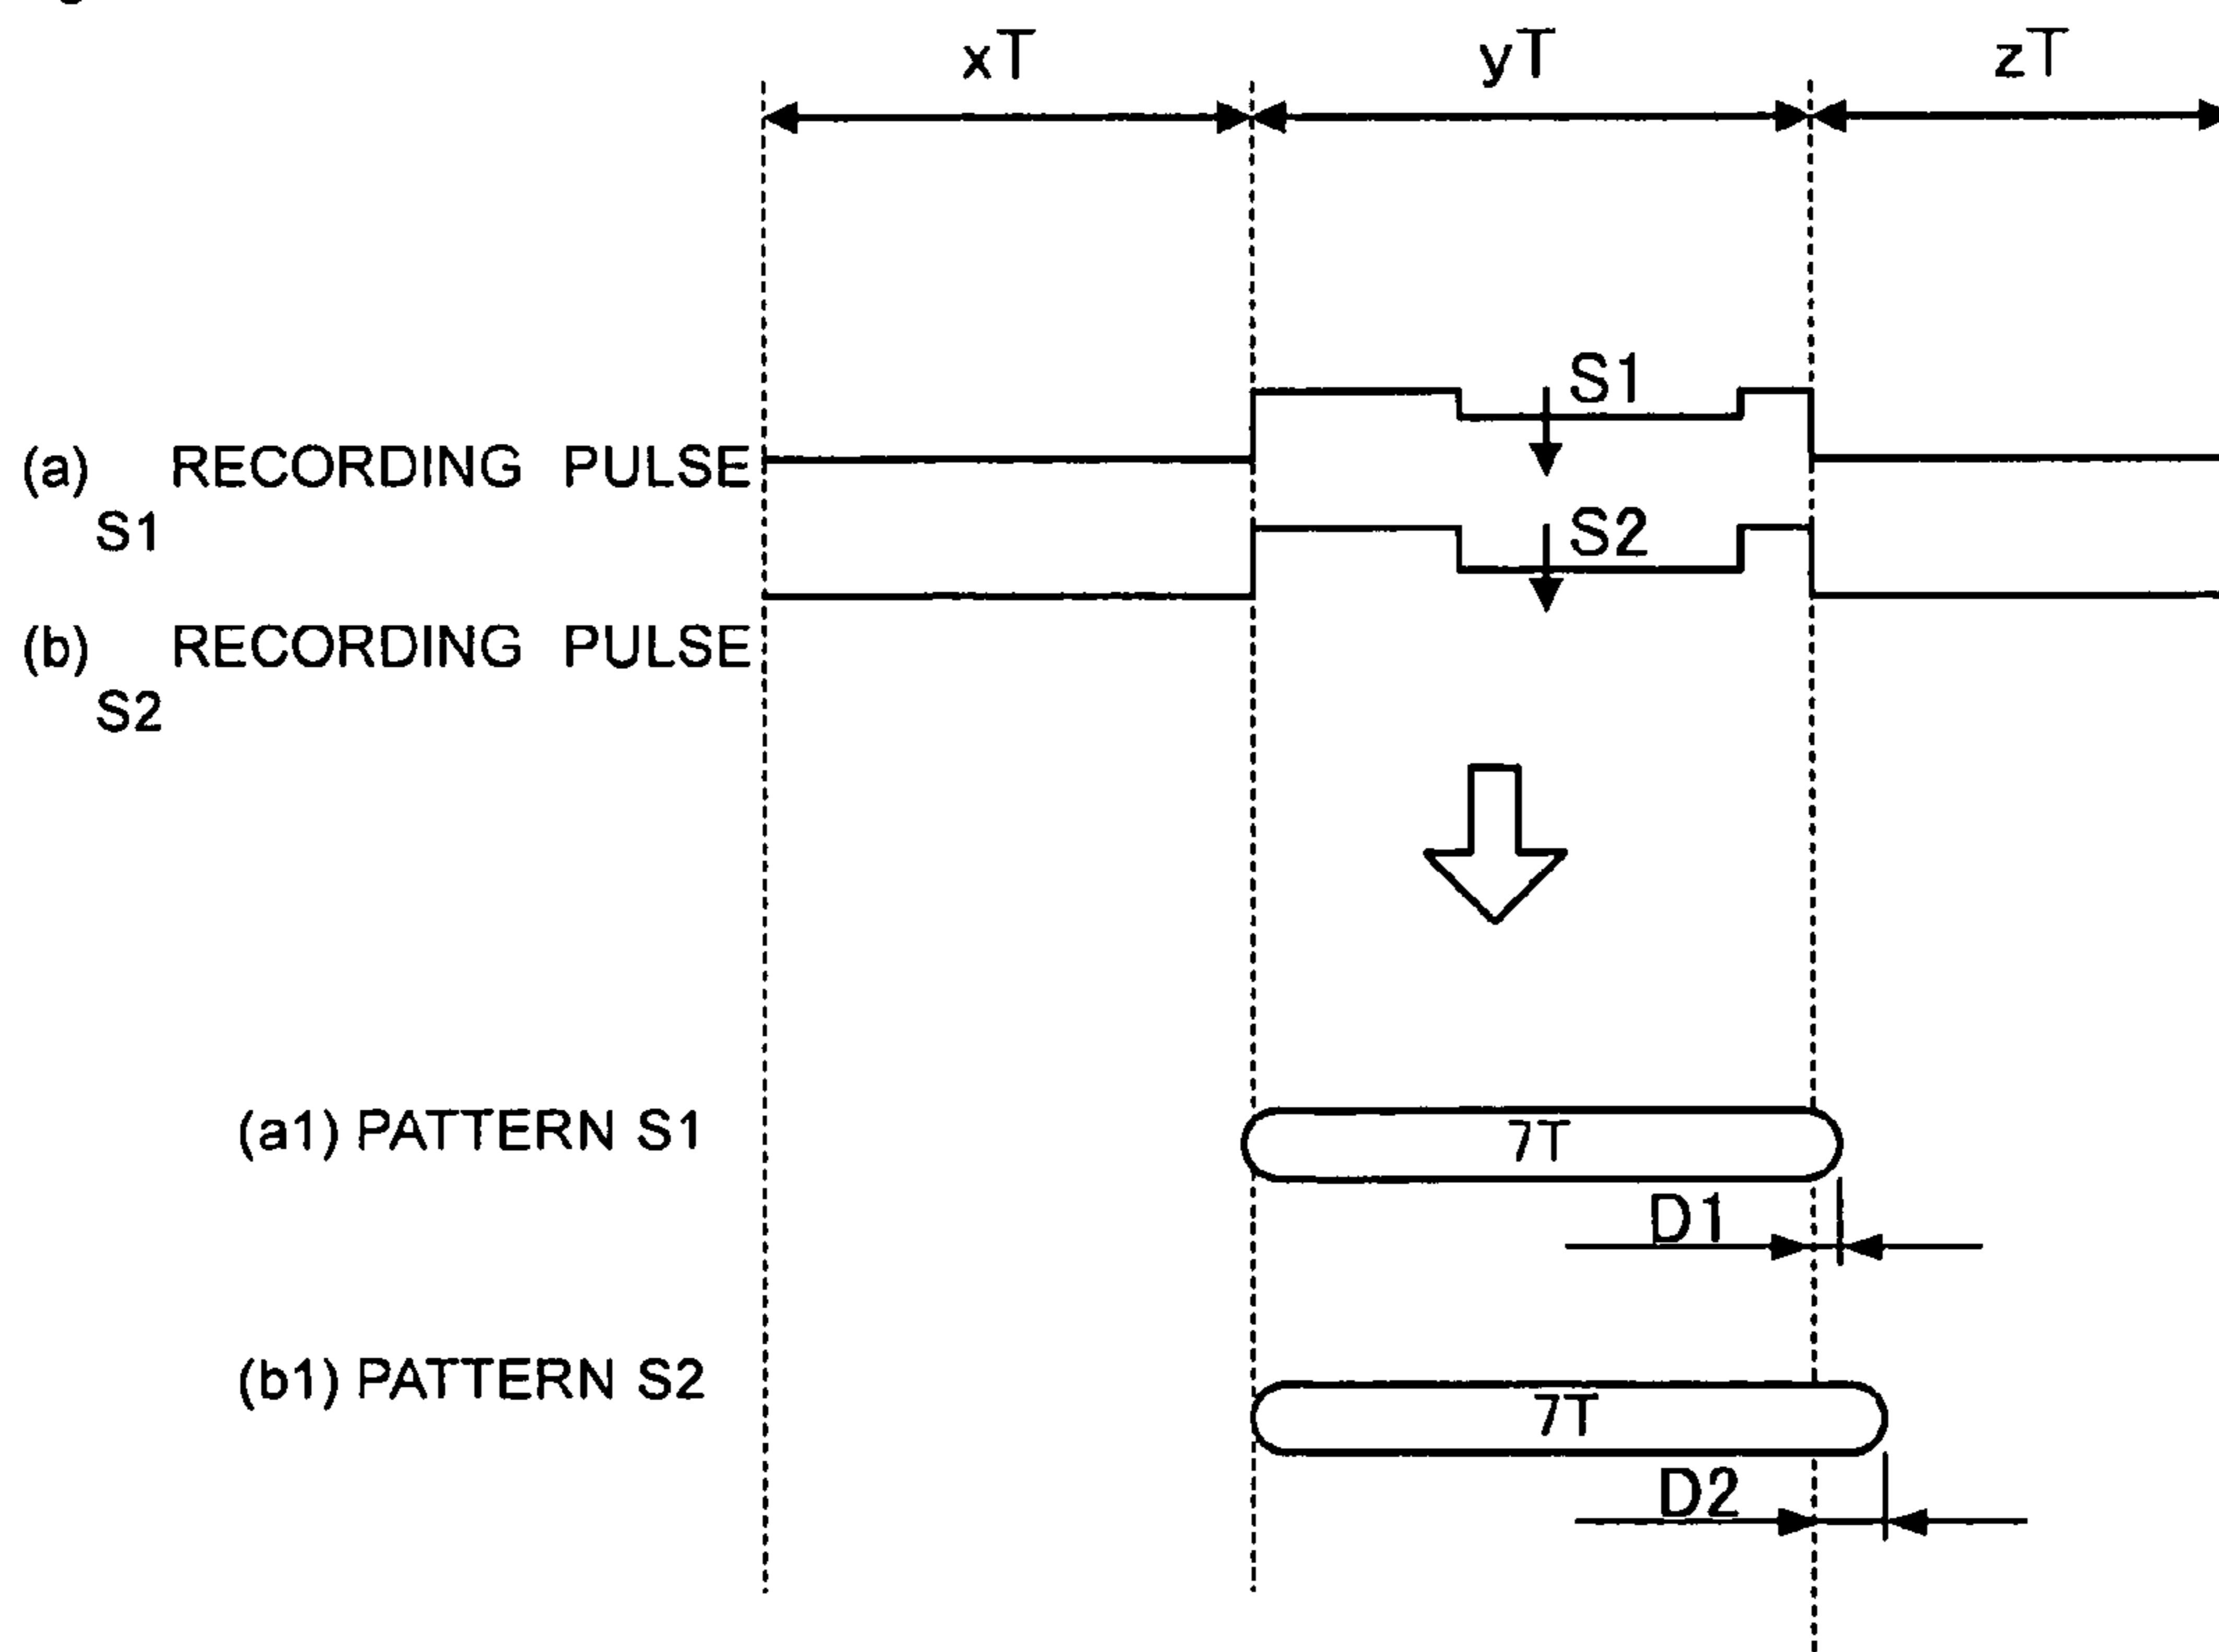 xT yT zT
S1
(a) RECORDING PULSE
S1
S2
(b) RECORDING PULSE
S2
(a1) PATTERN S1
7T
D1
(b1) PATTERN S2
7T
D2